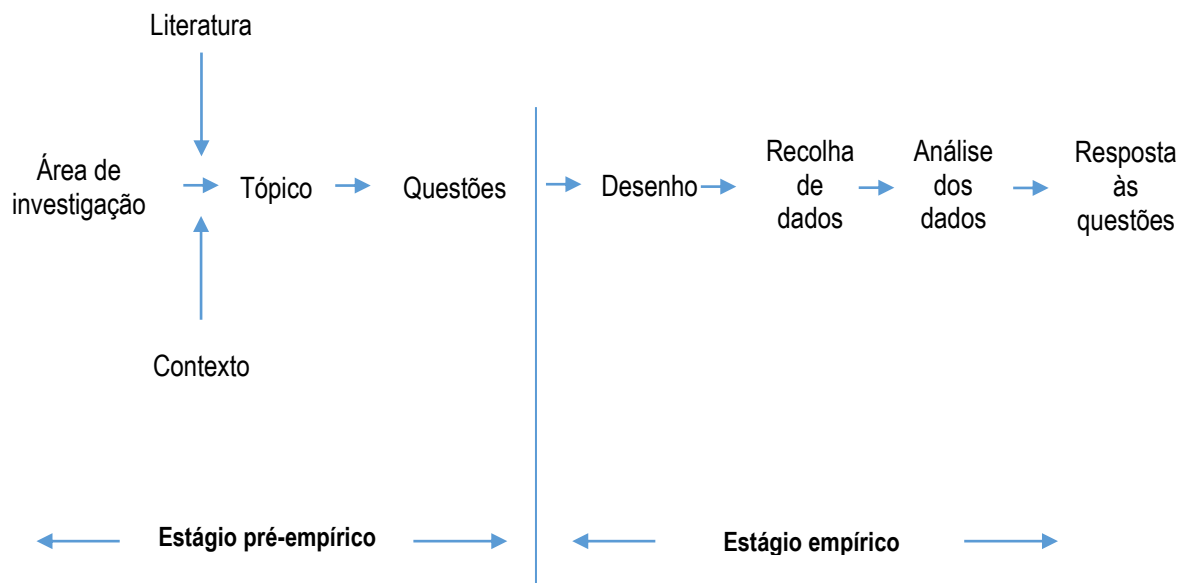 Literatura
Área de
investigação
Tópico
Questões
Desenho
Recolha
de
dados
Análise
dos
dados
Resposta
às
questões
Contexto
Estágio pré-empírico
Estágio empírico